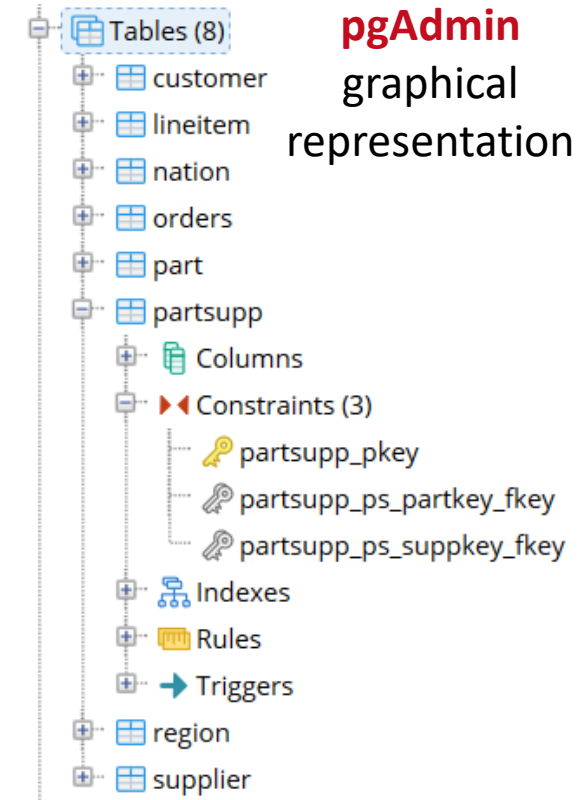 Tables (8)
pgAdmin
graphical
representation
customer
lineitem
nation
orders
part
partsupp
Columns
Constraints (3)
partsupp_pkey
partsupp_ps_partkey_fkey
partsupp_ps_suppkey_fkey
Indexes
Rules
Triggers
region
supplier